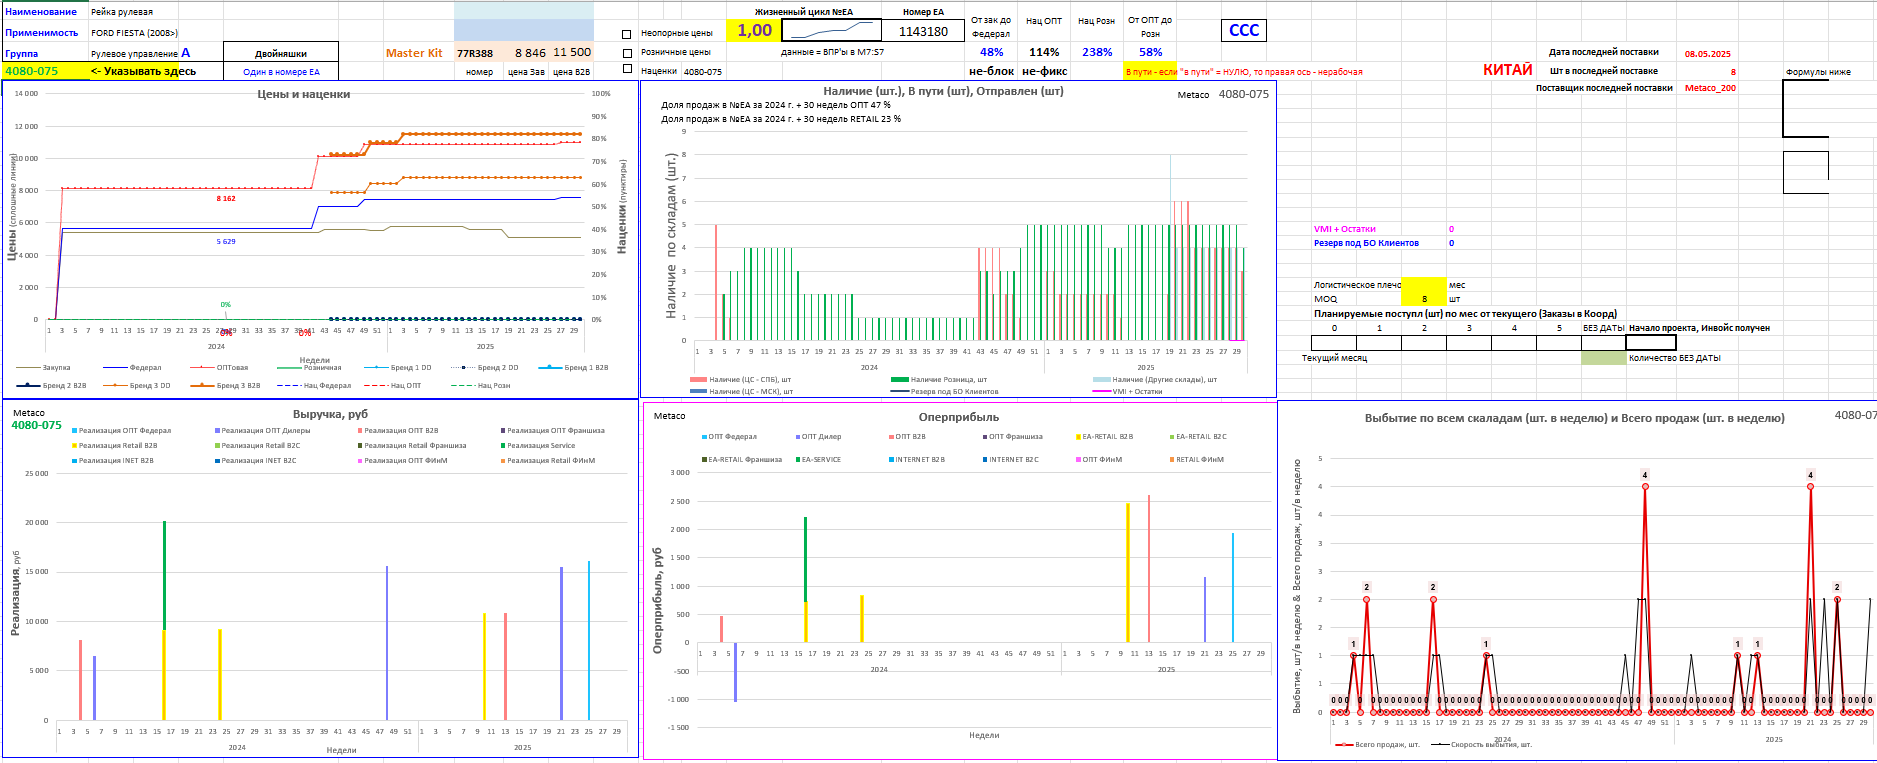 Наименование Рейка рулевая
Применимость FORD FIESTA (2008>)
Группа Рулевое управление А
4080-075 <- Указывать здесь
Двойняшки
Один в номере ЕА
Master Kit 77R388 8 846 11 500
номер цена Зав цена B2B
Неопорные цены
Розничные цены
Наценки 4080-075
Жизненный цикл №ЕА
1,00
данные = ВПР'ы в М7:S7
Номер ЕА
1143180
От зак до Федерал
Нац ОПТ
Нац Розн
От ОПТ до Розн
48% 114% 238% 58%
не-блок не-фикс
В пути - если "в пути" = НУЛЮ, то правая ось - нерабочая
ССС
КИТАЙ
Дата последней поставки 08.05.2025
Шт в последней поставке 8
Поставщик последней поставки Metaco_200
Формулы ниже
Цены и наценки
Цены (сплошные линии)
Наценки (пунктиры)
14 000
12 000
10 000
8 000
6 000
4 000
2 000
0
100%
90%
80%
70%
60%
50%
40%
30%
20%
10%
0%
8 162
5 629
0%
0%
0%
1 3 5 7 9 11 13 15 17 19 21 23 25 27 29 31 33 35 37 39 41 43 45 47 49 51 1 3 5 7 9 11 13 15 17 19 21 23 25 27 29
2024 2025
Недели
Закупка Федерал ОПТовая Розничная Бренд 1 DD Бренд 2 DD Бренд 1 B2B
Бренд 2 B2B Бренд 3 DD Бренд 3 B2B Нац Федерал Нац ОПТ Нац Розн
Наличие (шт.), В пути (шт), Отправлен (шт)
Metaco 4080-075
Доля продаж в №ЕА за 2024 г. + 30 недель ОПТ 47 %
Доля продаж в №ЕА за 2024 г. + 30 недель RETAIL 23 %
Наличие по складам (шт.)
9
8
7
6
5
4
3
2
1
0
1 3 5 7 9 11 13 15 17 19 21 23 25 27 29 31 33 35 37 39 41 43 45 47 49 51 1 3 5 7 9 11 13 15 17 19 21 23 25 27 29
2024 2025
Наличие (ЦС - СПБ), шт Наличие Розница, шт Наличие (Другие склады), шт
Наличие (ЦС - МСК), шт Резерв под БО Клиентов VMI + Остатки
VMI + Остатки 0
Резерв под БО Клиентов 0
Логистическое плечо мес
MOQ 8 шт
Планируемые поступл (шт) по мес от текущего (Заказы в Коорд)
0 1 2 3 4 5 БЕЗ ДАТЫ Начало проекта, Инвойс получен
Текущий месяц Количество БЕЗ ДАТЫ
Metaco
4080-075
Выручка, руб
Реализация ОПТ Федерал Реализация ОПТ Дилеры Реализация ОПТ B2B Реализация ОПТ Франшиза
Реализация Retail B2B Реализация Retail B2C Реализация Retail Франшиза Реализация Service
Реализация INET B2B Реализация INET B2C Реализация ОПТ ФИнМ Реализация Retail ФИнМ
Реализация, руб
25 000
20 000
15 000
10 000
5 000
0
1 3 5 7 9 11 13 15 17 19 21 23 25 27 29 31 33 35 37 39 41 43 45 47 49 51 1 3 5 7 9 11 13 15 17 19 21 23 25 27 29
2024 2025
Недели
Metaco
Оперприбыль
ОПТ Федерал ОПТ Дилер ОПТ B2B ОПТ Франшиза EA-RETAIL B2B EA-RETAIL B2C
EA-RETAIL Франшиза EA-SERVICE INTERNET B2B INTERNET B2C ОПТ ФИнМ RETAIL ФИнМ
Оперприбыль, руб
3 000
2 500
2 000
1 500
1 000
500
0
-500
-1 000
-1 500
1 3 5 7 9 11 13 15 17 19 21 23 25 27 29 31 33 35 37 39 41 43 45 47 49 51 1 3 5 7 9 11 13 15 17 19 21 23 25 27 29
2024 2025
Недели
Выбытие по всем скаладам (шт. в неделю) и Всего продаж (шт. в неделю)
4080-07
Выбытие, шт/в неделю & Всего продаж, шт/в неделю
5
4
4
3
3
2
2
1
1
0
1 2 2 1 4 1 1 4 2
1 3 5 7 9 11 13 15 17 19 21 23 25 27 29 31 33 35 37 39 41 43 45 47 49 51 1 3 5 7 9 11 13 15 17 19 21 23 25 27 29
2024 2025
Всего продаж, шт. Скорость выбытия, шт.